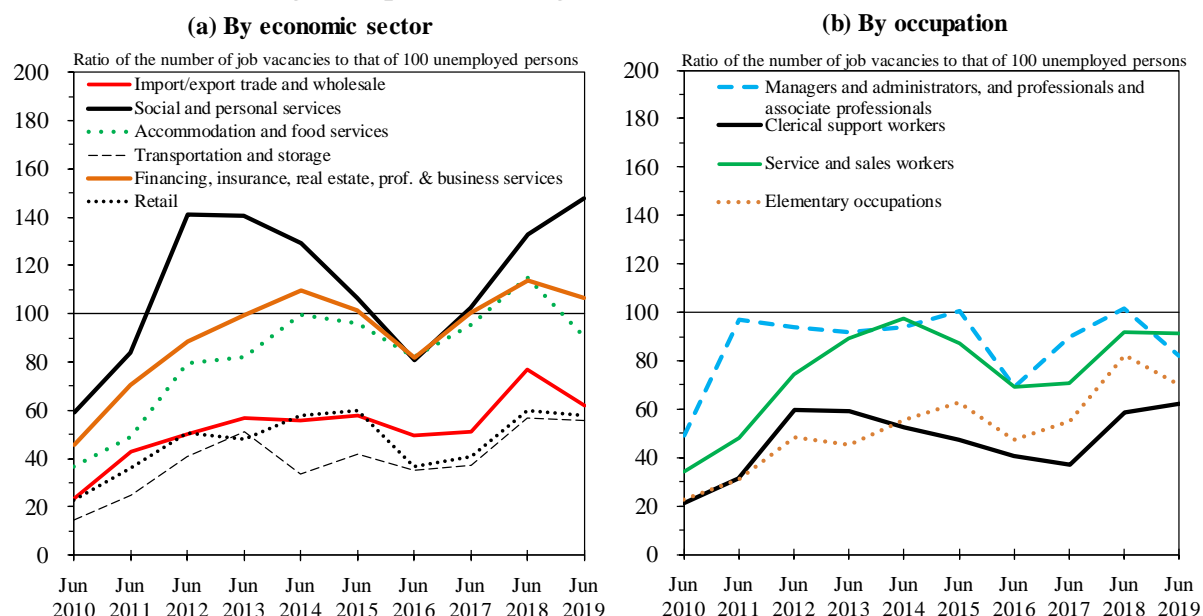 (a) By economic sector
Ratio of the number of job vacancies to that of 100 unemployed persons
200
180
160
140
120
100
80
60
40
20
0
Import/export trade and wholesale
Social and personal services
Accommodation and food services
Transportation and storage
Financing, insurance, real estate, prof. & business services
Retail
Jun Jun Jun Jun Jun Jun Jun Jun Jun Jun
2010 2011 2012 2013 2014 2015 2016 2017 2018 2019
(b) By occupation
Ratio of the number of job vacancies to that of 100 unemployed persons
200
180
160
140
120
100
80
60
40
20
0
Managers and administrators, and professionals and
associate professionals
Clerical support workers
Service and sales workers
Elementary occupations
Jun Jun Jun Jun Jun Jun Jun Jun Jun Jun
2010 2011 2012 2013 2014 2015 2016 2017 2018 2019